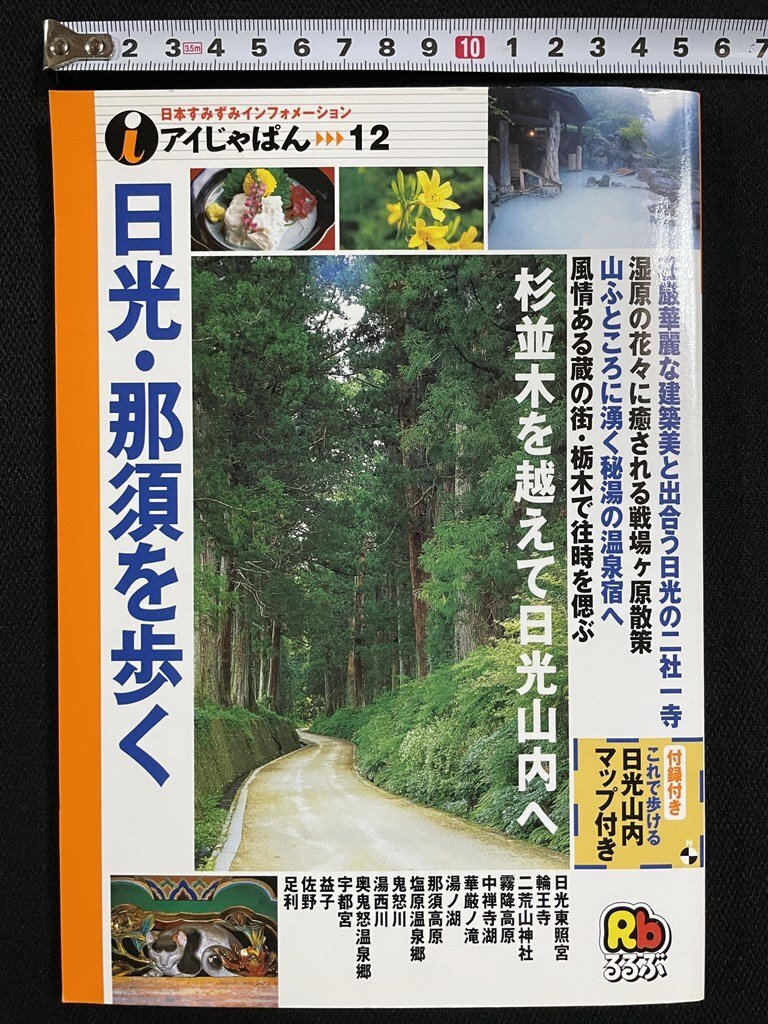 2 3 3.5m 4 5 6 7 8 9 10 1 2 3 4 5 6 7
日本すみずみインフォメーション
i アイじゃぱん 12
日光・那須を歩く
杉並木を越えて日光山内へ
厳華麗な建築美と出合う日光の二社一寺
湿原の花々に癒される戦場ヶ原散策
山ふところに湧く秘湯の温泉宿へ
風情ある蔵の街・栃木で往時を偲ぶ
付録付き
これで歩ける
日光山内
マップ付き
N
日光東照宮
輪王寺
二荒山神社
霧降高原
中禅寺湖
華厳ノ滝
湯ノ湖
那須高原
塩原温泉郷
鬼怒川
湯西川
奥鬼怒温泉郷
宇都宮
益子
佐野
足利
Rb
るるぶ